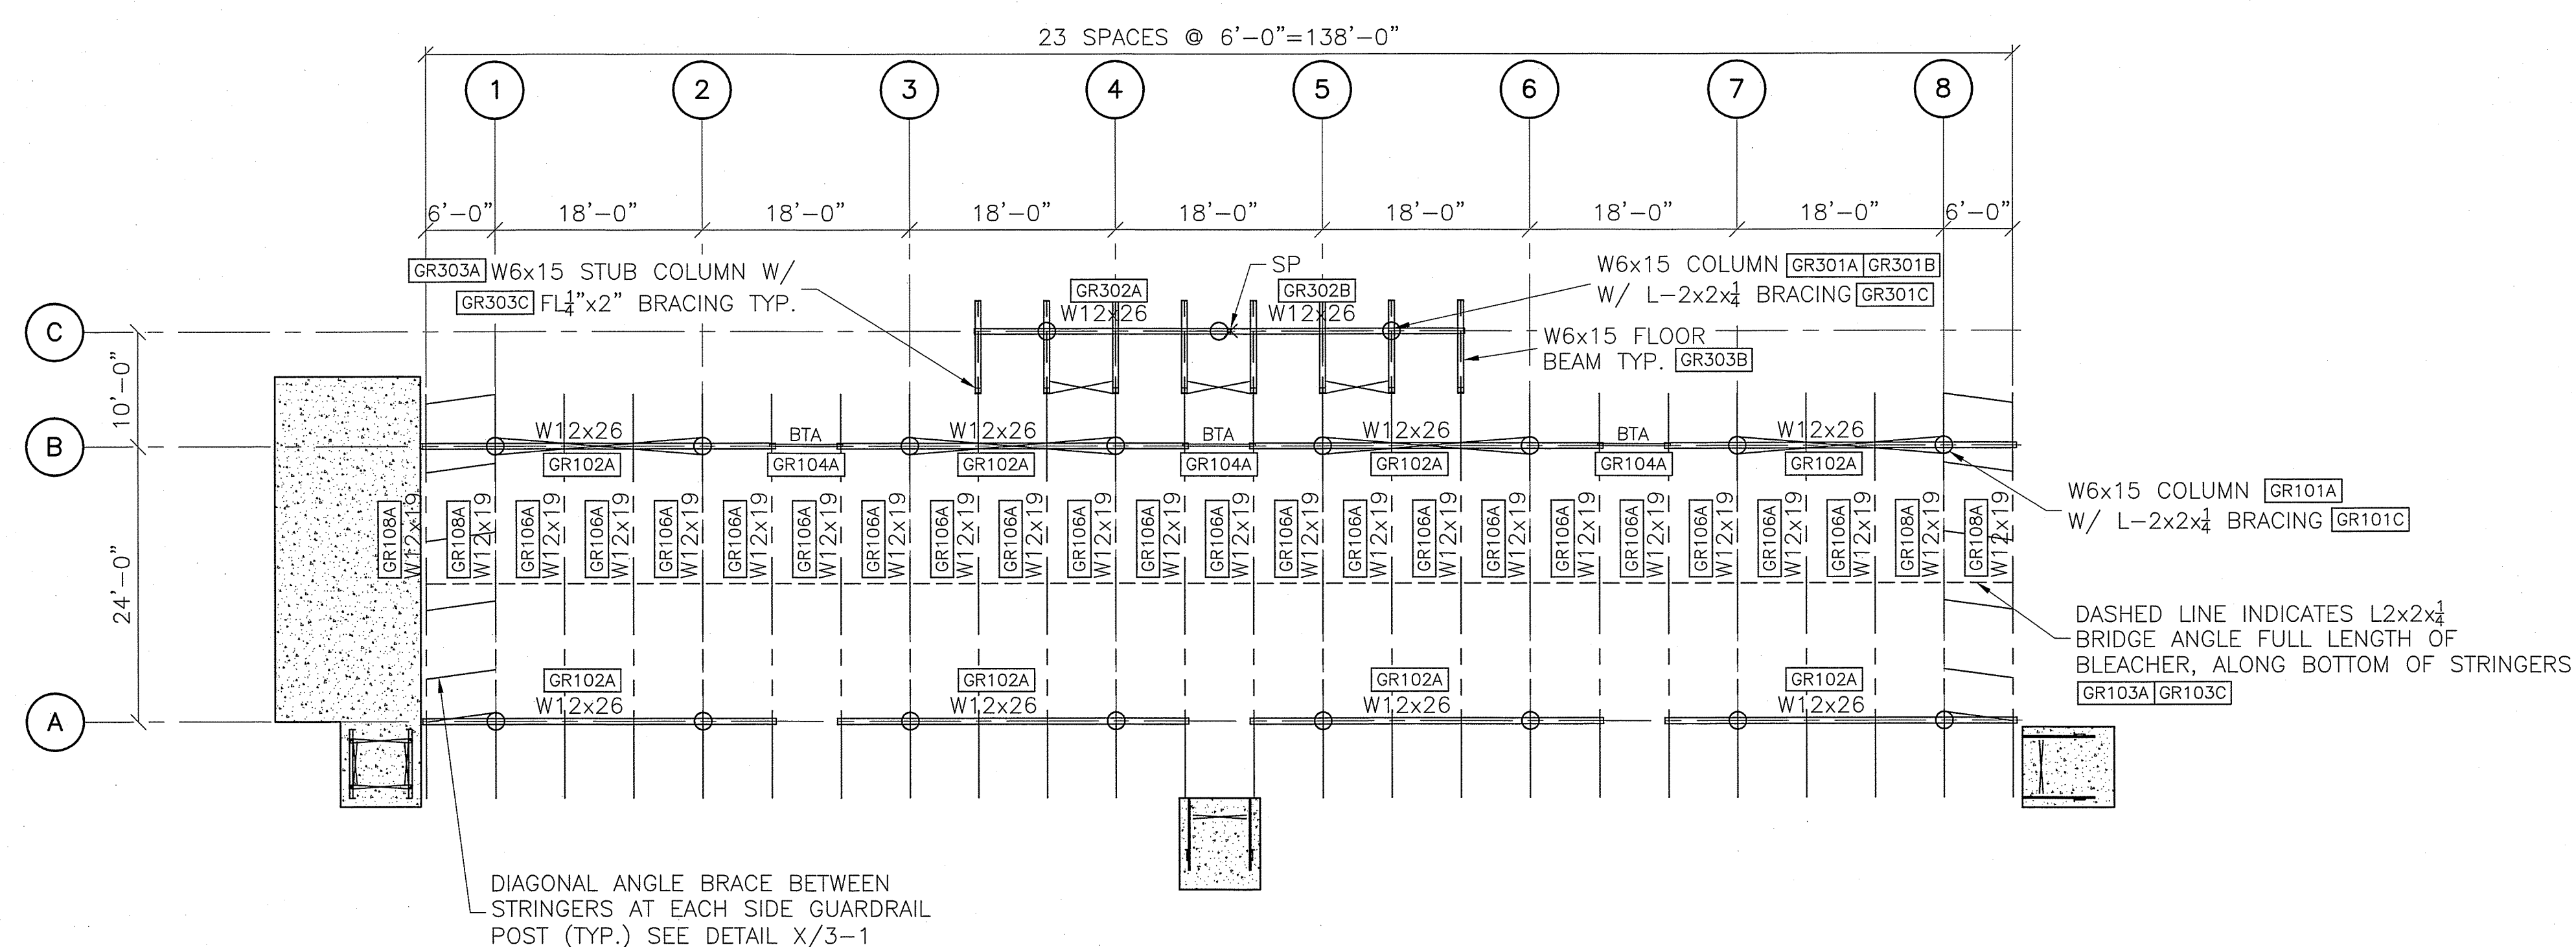 23 SPACES @ 6'-0"=138'-0"
1 2 3 4 5 6 7 8
6'-0" 18'-0" 18'-0" 18'-0" 18'-0" 18'-0" 18'-0" 18'-0" 6'-0"
GR303A W6x15 STUB COLUMN W/
GR303C FL¼"x2" BRACING TYP.
SP
GR302A GR302B
W12x26 W12x26
W6x15 COLUMN GR301A GR301B
W/ L-2x2x¼ BRACING GR301C
W6x15 FLOOR
BEAM TYP. GR303B
C
10'-0"
B
W12x26 BTA W12x26 BTA W12x26 BTA W12x26
GR102A GR104A GR102A GR104A GR102A GR104A GR102A
24'-0"
GR108A
W12x19
GR108A
W12x19
GR106A
W12x19
GR106A
W12x19
GR106A
W12x19
GR106A
W12x19
GR106A
W12x19
GR106A
W12x19
GR106A
W12x19
GR106A
W12x19
GR106A
W12x19
GR106A
W12x19
GR106A
W12x19
GR106A
W12x19
GR106A
W12x19
GR106A
W12x19
GR106A
W12x19
GR106A
W12x19
GR106A
W12x19
GR106A
W12x19
GR106A
W12x19
GR106A
W12x19
GR108A
W12x19
GR108A
W12x19
W6x15 COLUMN GR101A
W/ L-2x2x¼ BRACING GR101C
DASHED LINE INDICATES L2x2x¼
BRIDGE ANGLE FULL LENGTH OF
BLEACHER, ALONG BOTTOM OF STRINGERS
GR103A GR103C
GR102A GR102A GR102A GR102A
W12x26 W12x26 W12x26 W12x26
A
DIAGONAL ANGLE BRACE BETWEEN
STRINGERS AT EACH SIDE GUARDRAIL
POST (TYP.) SEE DETAIL X/3-1